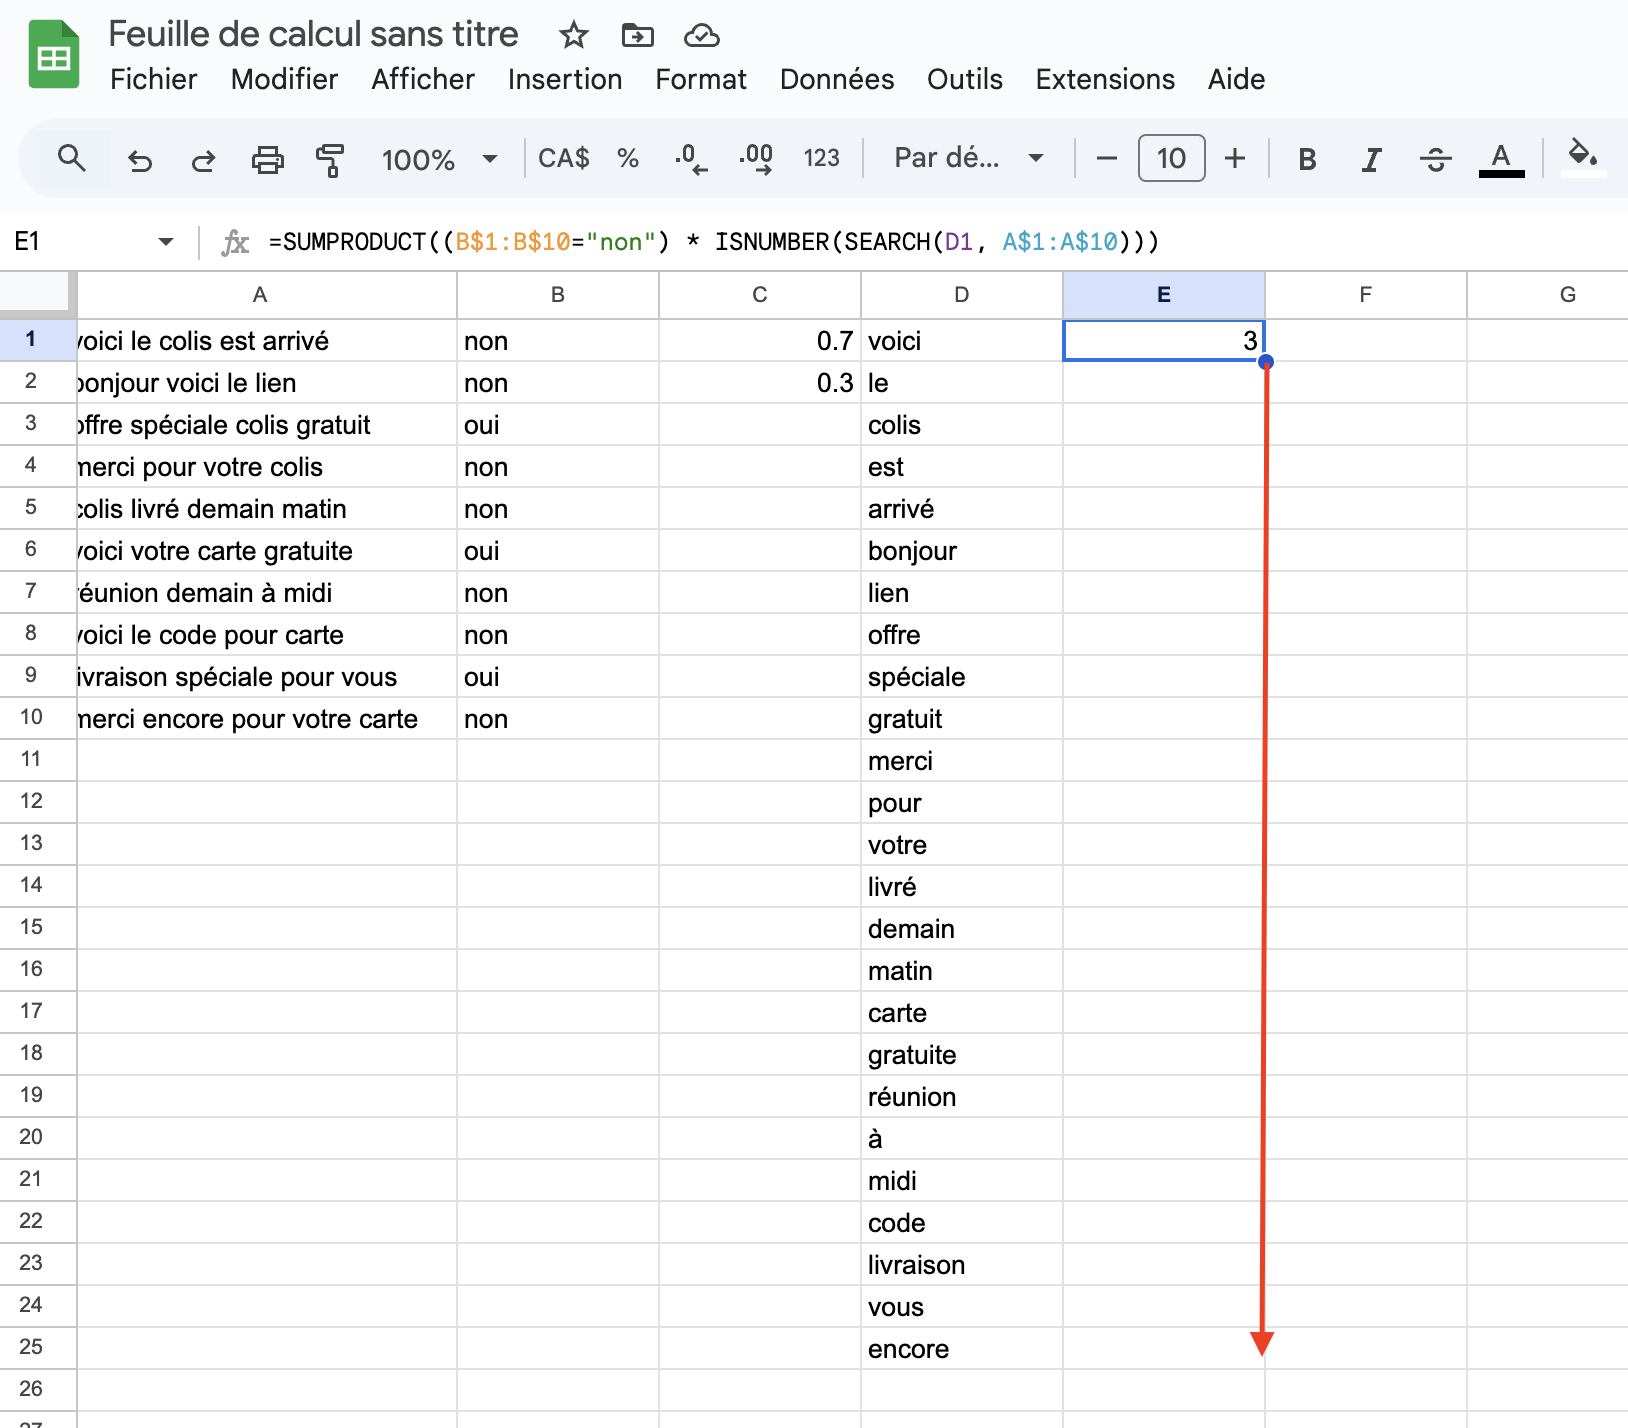 Feuille de calcul sans titre
Fichier Modifier Afficher Insertion Format Données Outils Extensions Aide
100% CA$ % .0 .00 123 Par dé... − 10 + B I S A
E1 fx =SUMPRODUCT((B$1:B$10="non") * ISNUMBER(SEARCH(D1, A$1:A$10)))
A B C D E F G
1 voici le colis est arrivé non 0.7 voici 3
2 bonjour voici le lien non 0.3 le
3 offre spéciale colis gratuit oui colis
4 merci pour votre colis non est
5 colis livré demain matin non arrivé
6 voici votre carte gratuite oui bonjour
7 réunion demain à midi non lien
8 voici le code pour carte non offre
9 livraison spéciale pour vous oui spéciale
10 merci encore pour votre carte non gratuit
11 merci
12 pour
13 votre
14 livré
15 demain
16 matin
17 carte
18 gratuite
19 réunion
20 à
21 midi
22 code
23 livraison
24 vous
25 encore
26
27